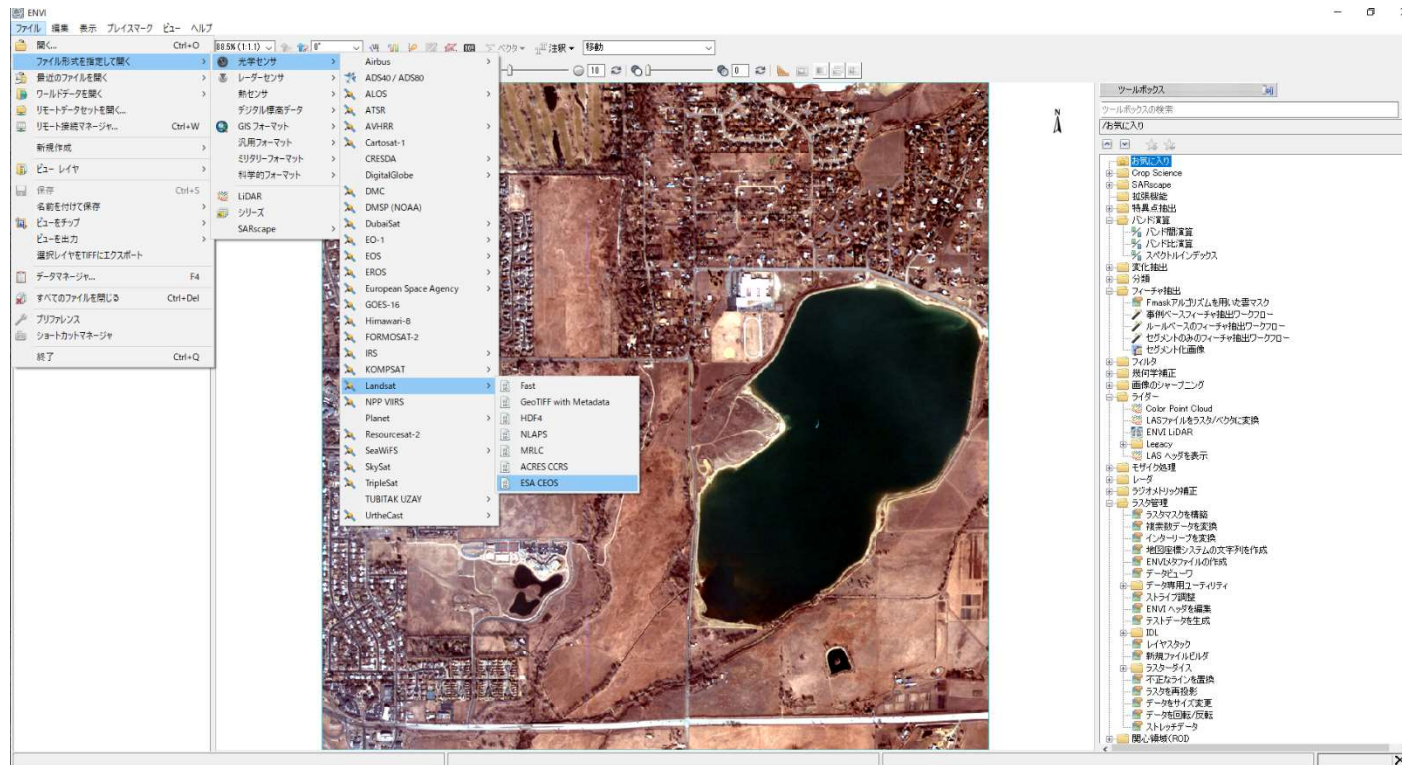 ENVI
ファイル 編集 表示 プレイスマーク ビュー ヘルプ
開く... Ctrl+O
ファイル形式を指定して開く
最近のファイルを開く
ワールドデータを開く
リモートデータセットを開く...
リモート接続マネージャ... Ctrl+W
新規作成
ビュー レイヤ
保存 Ctrl+S
名前を付けて保存
ビューをチップ
ビューを出力
選択レイヤをTIFFにエクスポート
データマネージャ... F4
すべてのファイルを閉じる Ctrl+Del
プリファレンス
ショートカットマネージャ
終了 Ctrl+Q
光学センサ
レーダーセンサ
熱センサ
デジタル標高データ
GIS フォーマット
汎用フォーマット
ミリタリーフォーマット
科学的フォーマット
LiDAR
シリーズ
SARscape
Airbus
ADS40 / ADS80
ALOS
ATSR
AVHRR
Cartosat-1
CRESDA
DigitalGlobe
DMC
DMSP (NOAA)
DubaiSat
EO-1
EOS
EROS
European Space Agency
GOES-16
Himawari-8
FORMOSAT-2
IRS
KOMPSAT
Landsat
NPP VIIRS
Planet
Resourcesat-2
SeaWiFS
SkySat
TripleSat
TUBITAK UZAY
UrtheCast
Fast
GeoTIFF with Metadata
HDF4
NLAPS
MRLC
ACRES CCRS
ESA CEOS
88.5% (1:1.1) 0° ベクタ 注釈 移動
10 0
N
ツールボックス
ツールボックスの検索
/お気に入り
お気に入り
Crop Science
SARscape
拡張機能
特異点抽出
バンド演算
バンド間演算
バンド比演算
スペクトルインデックス
変化抽出
分類
フィーチャ抽出
Fmaskアルゴリズムを用いた雲マスク
事例ベースフィーチャ抽出ワークフロー
ルールベースのフィーチャ抽出ワークフロー
セグメントのみのフィーチャ抽出ワークフロー
セグメント化画像
フィルタ
幾何学補正
画像のシャープニング
ライダー
Color Point Cloud
LASファイルをラスタ/ベクタに変換
ENVI LiDAR
Legacy
LAS ヘッダを表示
モザイク処理
レーダ
ラジオメトリック補正
ラスタ管理
ラスタマスクを構築
複素数データを変換
インターリーブを変換
地図座標システムの文字列を作成
ENVIメタファイルの作成
データビューワ
データ専用ユーティリティ
ストライプ調整
ENVI ヘッダを編集
テストデータを生成
IDL
レイヤスタック
新規ファイルビルダ
ラスターダイス
不正なラインを置換
ラスタを再投影
データをサイズ変更
データを回転/反転
ストレッチデータ
関心領域(ROI)